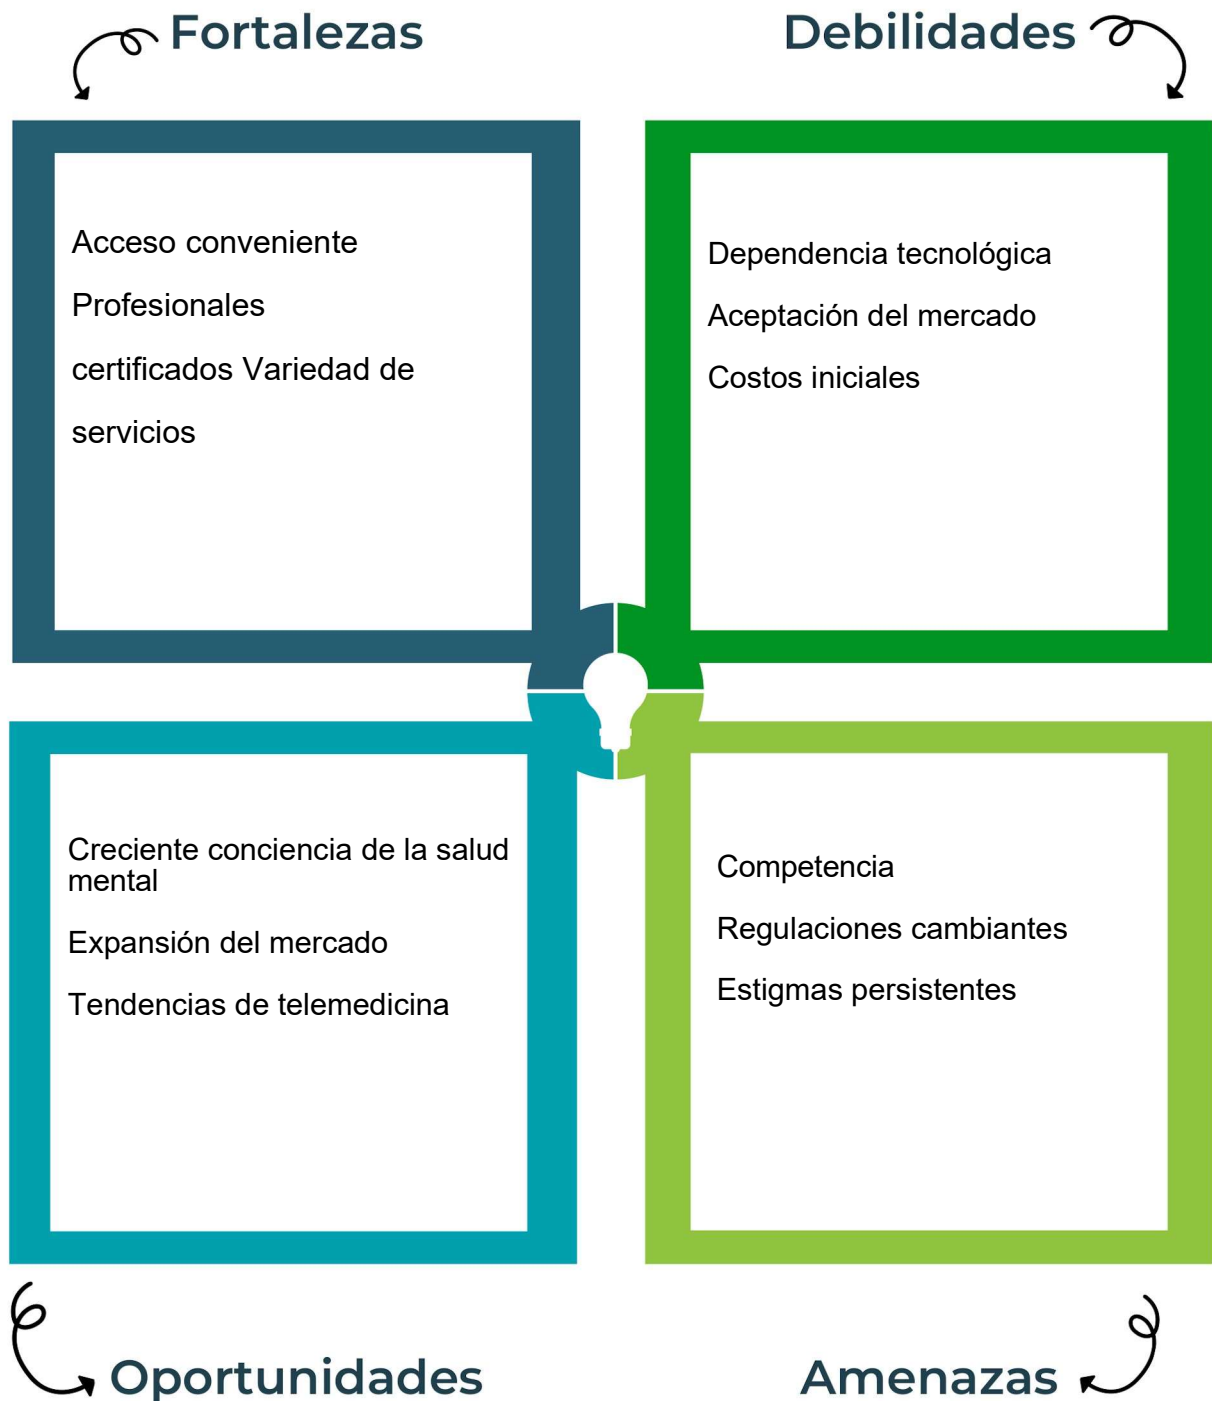 Fortalezas
Acceso conveniente
Profesionales
certificados Variedad de
servicios
Debilidades
Dependencia tecnológica
Aceptación del mercado
Costos iniciales
Creciente conciencia de la salud
mental
Expansión del mercado
Tendencias de telemedicina
Oportunidades
Competencia
Regulaciones cambiantes
Estigmas persistentes
Amenazas